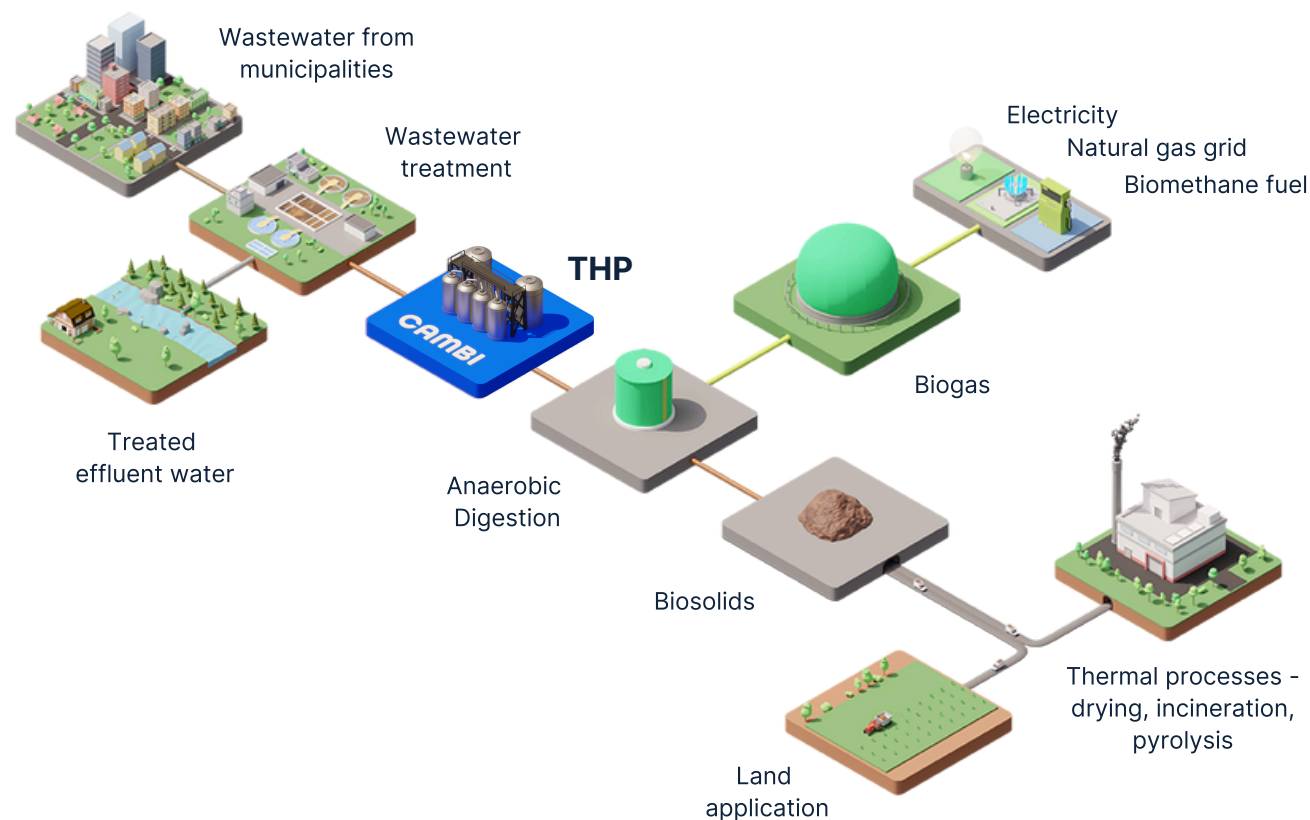 Wastewater from
municipalities
Wastewater
treatment
Electricity
Natural gas grid
Biomethane fuel
THP
CAMBI
Biogas
Treated
effluent water
Anaerobic
Digestion
Biosolids
Thermal processes -
drying, incineration,
pyrolysis
Land
application